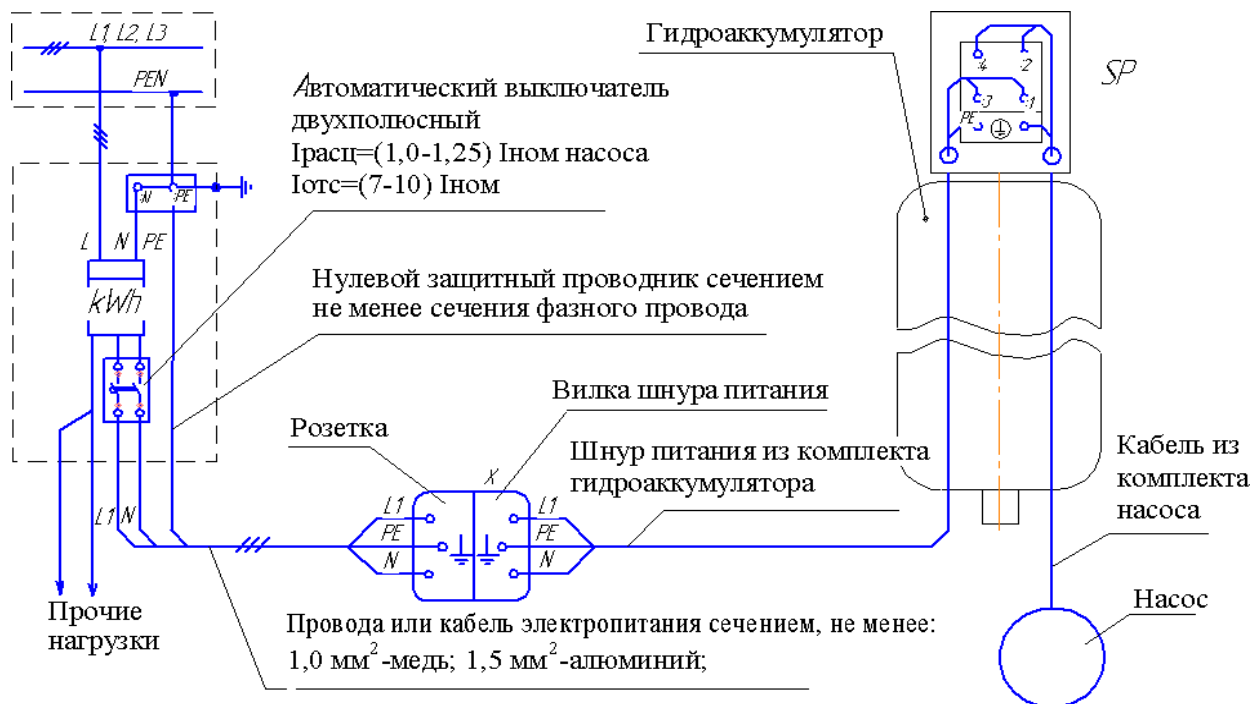 L1, L2, L3
PEN
Автоматический выключатель
двухполюсный
Iрасц=(1,0-1,25) Iном насоса
Iотс=(7-10) Iном
:N
:PE
L N PE
kWh
Нулевой защитный проводник сечением
не менее сечения фазного провода
Гидроаккумулятор
SP
:4
:2
:3
:1
PE
Вилка шнура питания
Розетка
X
Шнур питания из комплекта
гидроаккумулятора
Кабель из
комплекта
насоса
L1 N
L1
PE
N
L1
PE
N
Прочие
нагрузки
Насос
Провода или кабель электропитания сечением, не менее:
1,0 мм²-медь; 1,5 мм²-алюминий;